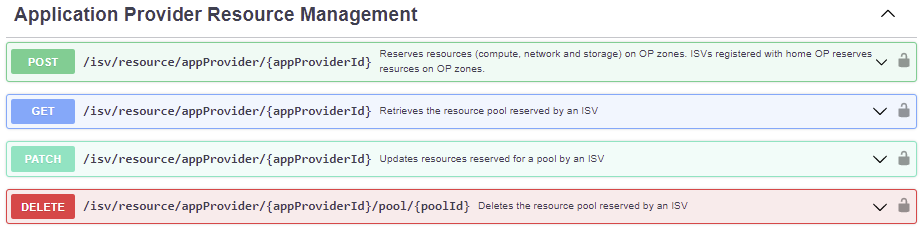 Application Provider Resource Management
POST /isv/resource/appProvider/{appProviderId} Reserves resources (compute, network and storage) on OP zones. ISVs registered with home OP reserves
resurces on OP zones.
GET /isv/resource/appProvider/{appProviderId} Retrieves the resource pool reserved by an ISV
PATCH /isv/resource/appProvider/{appProviderId} Updates resources reserved for a pool by an ISV
DELETE /isv/resource/appProvider/{appProviderId}/pool/{poolId} Deletes the resource pool reserved by an ISV